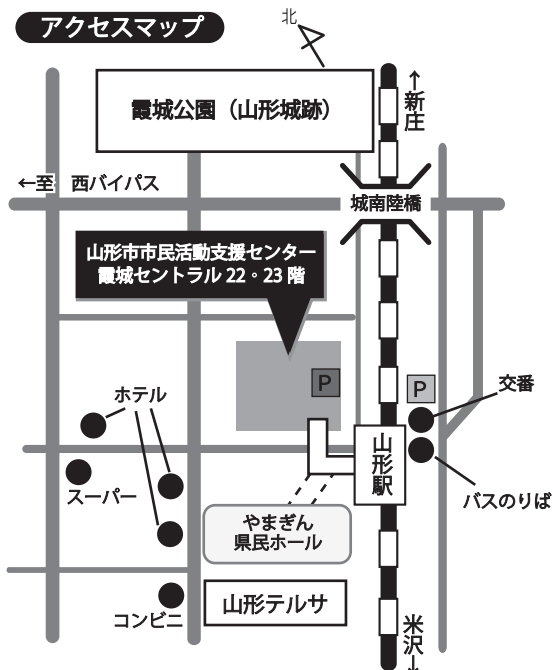 アクセスマップ
北
霞城公園（山形城跡）
↑
新庄
←至　西バイパス
城南陸橋
山形市市民活動支援センター
霞城セントラル 22・23 階
P
P
交番
ホテル
山形駅
スーパー
バスのりば
やまぎん
県民ホール
山形テルサ
コンビニ
米沢
↓